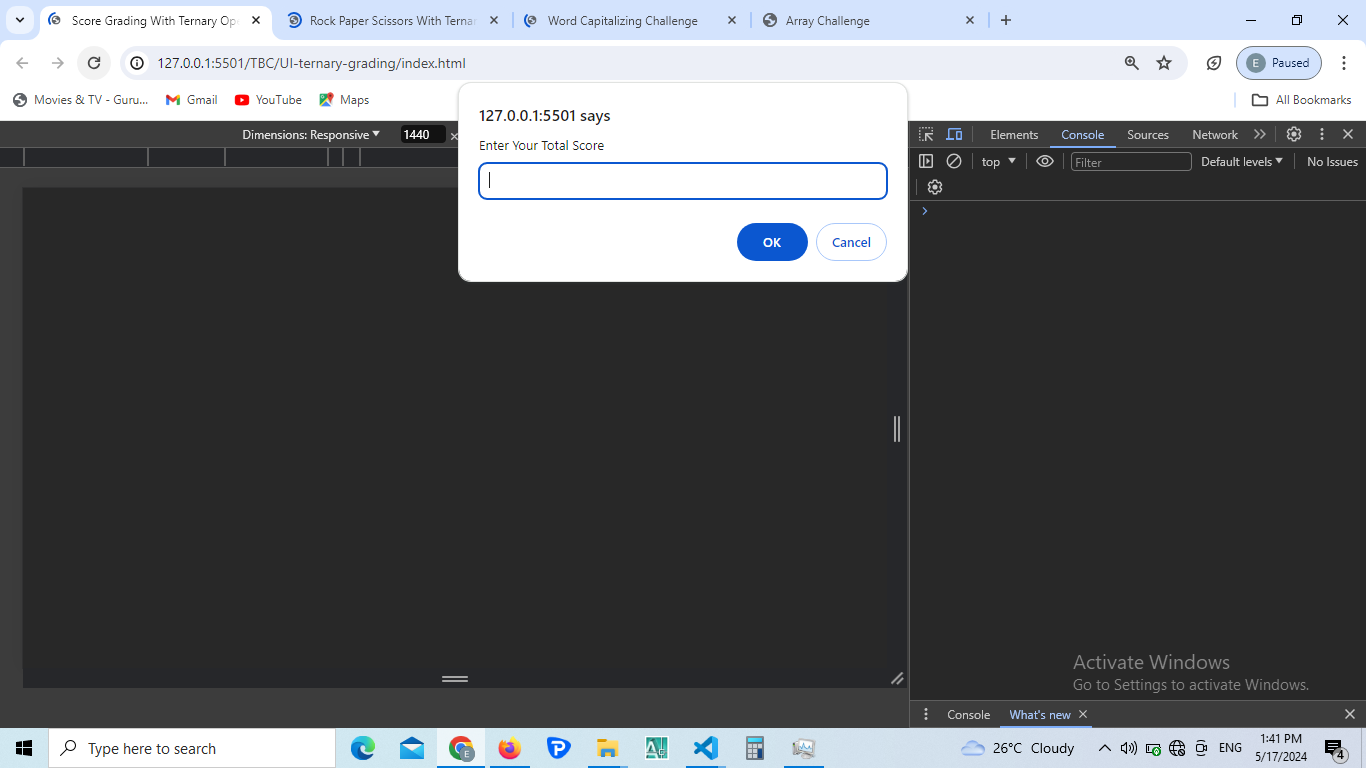 Score Grading With Ternary Ope
Rock Paper Scissors With Terna
Word Capitalizing Challenge
Array Challenge
127.0.0.1:5501/TBC/UI-ternary-grading/index.html
E
Paused
Movies & TV - Guru...
Gmail
YouTube
Maps
All Bookmarks
127.0.0.1:5501 says
Enter Your Total Score
OK
Cancel
Dimensions: Responsive
1440
Elements
Console
Sources
Network
top
Filter
Default levels
No Issues
Activate Windows
Go to Settings to activate Windows.
Console
What's new
Type here to search
E
26°C Cloudy
ENG
1:41 PM
5/17/2024
4